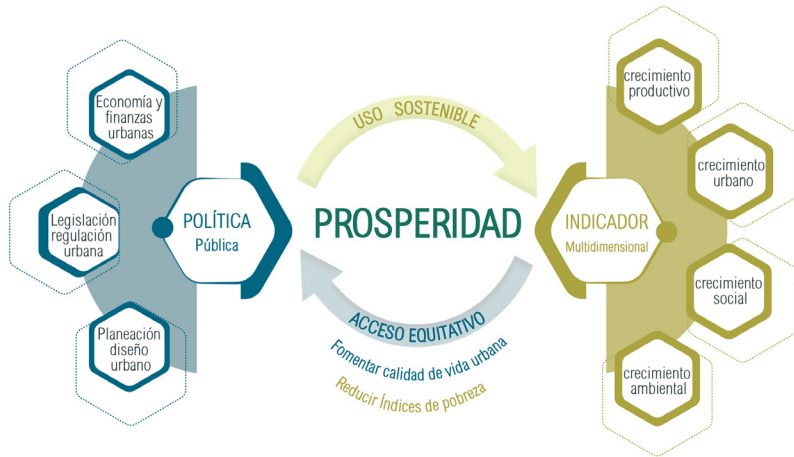 Economía y
finanzas
urbanas
Legislación
regulación
urbana
Planeación
diseño
urbano
POLÍTICA
Pública
USO SOSTENIBLE
PROSPERIDAD
ACCESO EQUITATIVO
Fomentar calidad de vida urbana
Reducir Índices de pobreza
INDICADOR
Multidimensional
crecimiento
productivo
crecimiento
urbano
crecimiento
social
crecimiento
ambiental